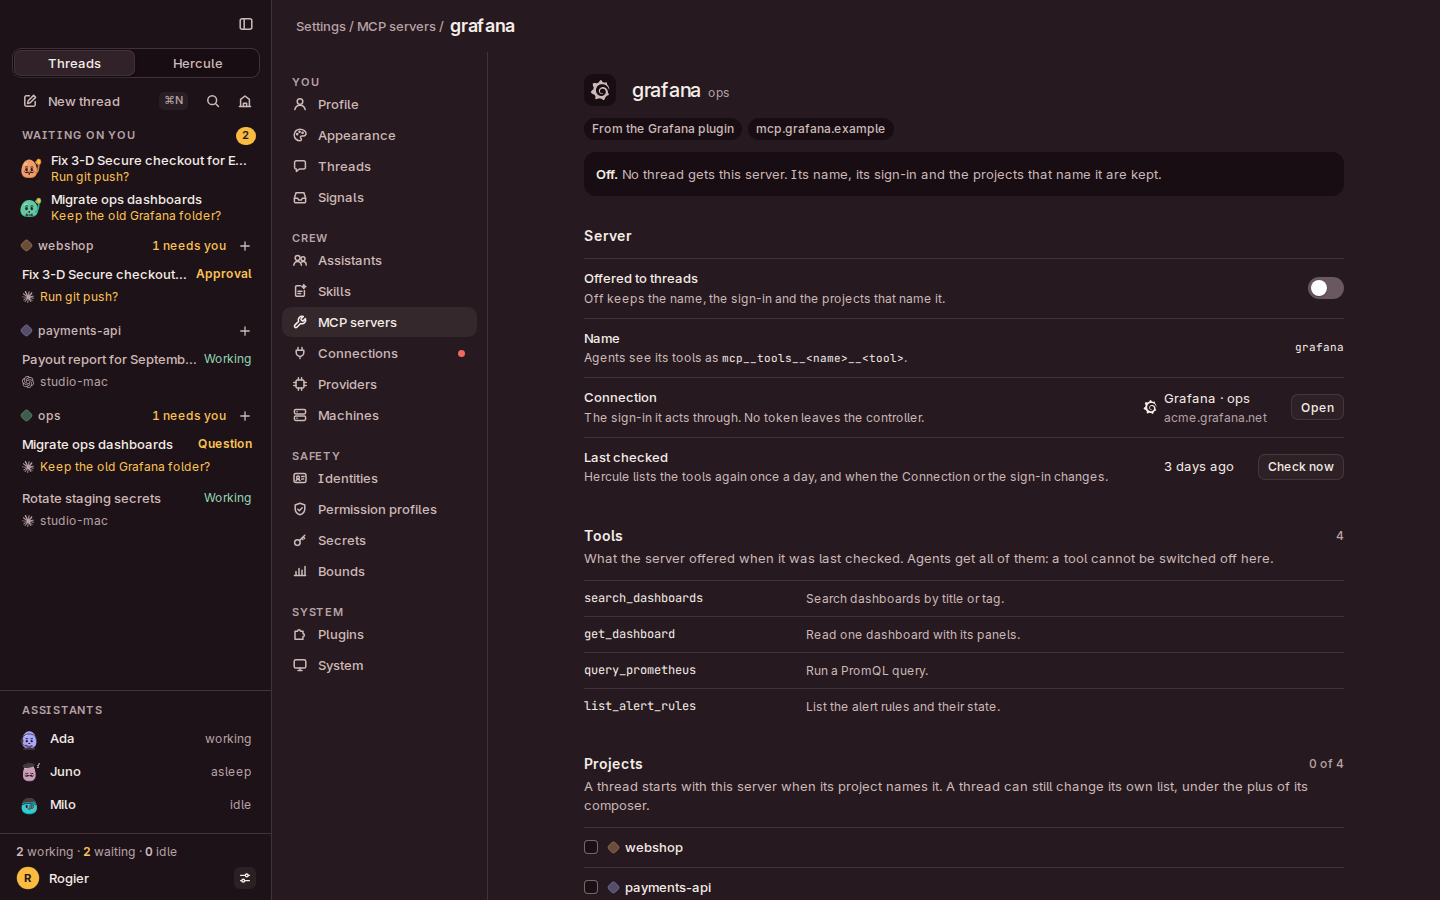 Threads
Hercule
New thread
⌘N
WAITING ON YOU
2
Fix 3-D Secure checkout for E...
Run git push?
Migrate ops dashboards
Keep the old Grafana folder?
webshop
1 needs you
Fix 3-D Secure checkout...
Approval
Run git push?
payments-api
Payout report for Septemb...
Working
studio-mac
ops
1 needs you
Migrate ops dashboards
Question
Keep the old Grafana folder?
Rotate staging secrets
Working
studio-mac
ASSISTANTS
Ada
working
Juno
asleep
Milo
idle
2 working · 2 waiting · 0 idle
R
Rogier
Settings / MCP servers / grafana
YOU
Profile
Appearance
Threads
Signals
CREW
Assistants
Skills
MCP servers
Connections
Providers
Machines
SAFETY
Identities
Permission profiles
Secrets
Bounds
SYSTEM
Plugins
System
grafana ops
From the Grafana plugin
mcp.grafana.example
Off. No thread gets this server. Its name, its sign-in and the projects that name it are kept.
Server
Offered to threads
Off keeps the name, the sign-in and the projects that name it.
Name
Agents see its tools as mcp__tools__<name>__<tool>.
grafana
Connection
The sign-in it acts through. No token leaves the controller.
Grafana · ops
acme.grafana.net
Open
Last checked
Hercule lists the tools again once a day, and when the Connection or the sign-in changes.
3 days ago
Check now
Tools
4
What the server offered when it was last checked. Agents get all of them: a tool cannot be switched off here.
search_dashboards
Search dashboards by title or tag.
get_dashboard
Read one dashboard with its panels.
query_prometheus
Run a PromQL query.
list_alert_rules
List the alert rules and their state.
Projects
0 of 4
A thread starts with this server when its project names it. A thread can still change its own list, under the plus of its
composer.
webshop
payments-api